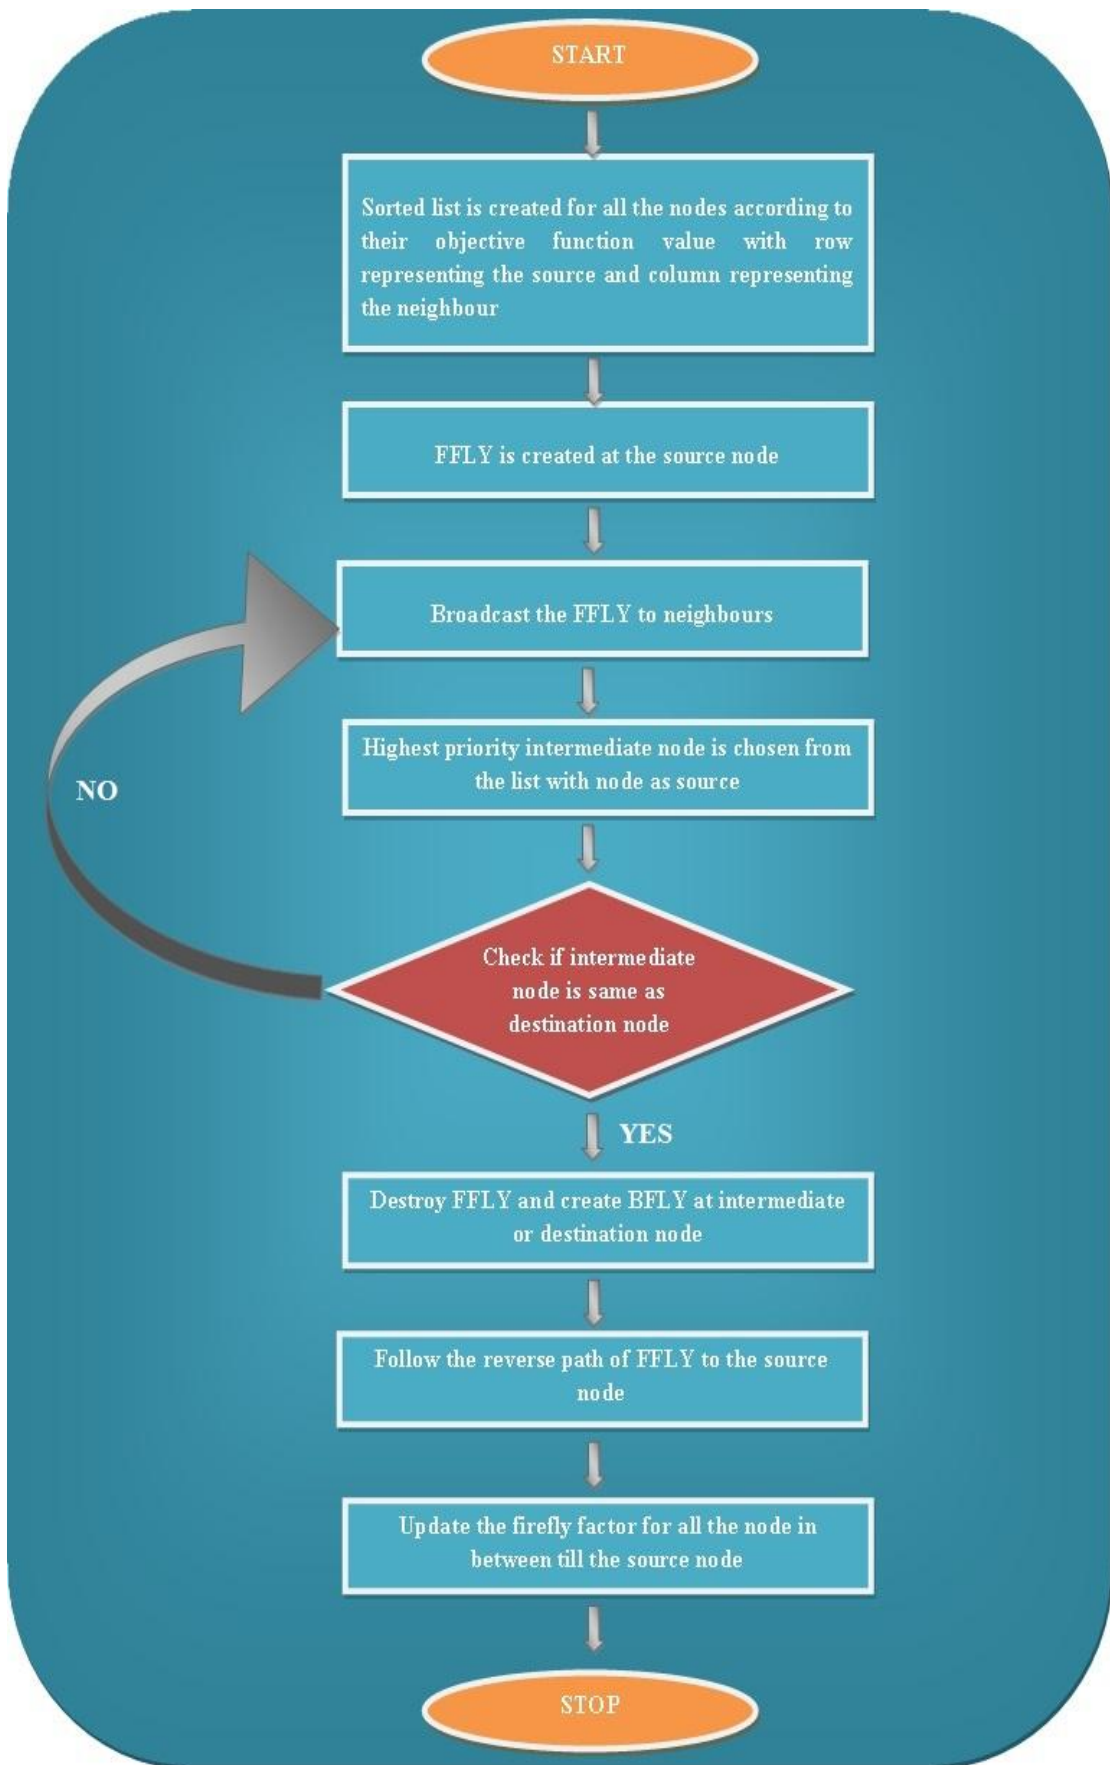 START
Sorted list is created for all the nodes according to
their objective function value with row
representing the source and column representing
the neighbour
FFLY is created at the source node
Broadcast the FFLY to neighbours
Highest priority intermediate node is chosen from
the list with node as source
NO
Check if intermediate
node is same as
destination node
YES
Destroy FFLY and create BFLY at intermediate
or destination node
Follow the reverse path of FFLY to the source
node
Update the firefly factor for all the node in
between till the source node
STOP